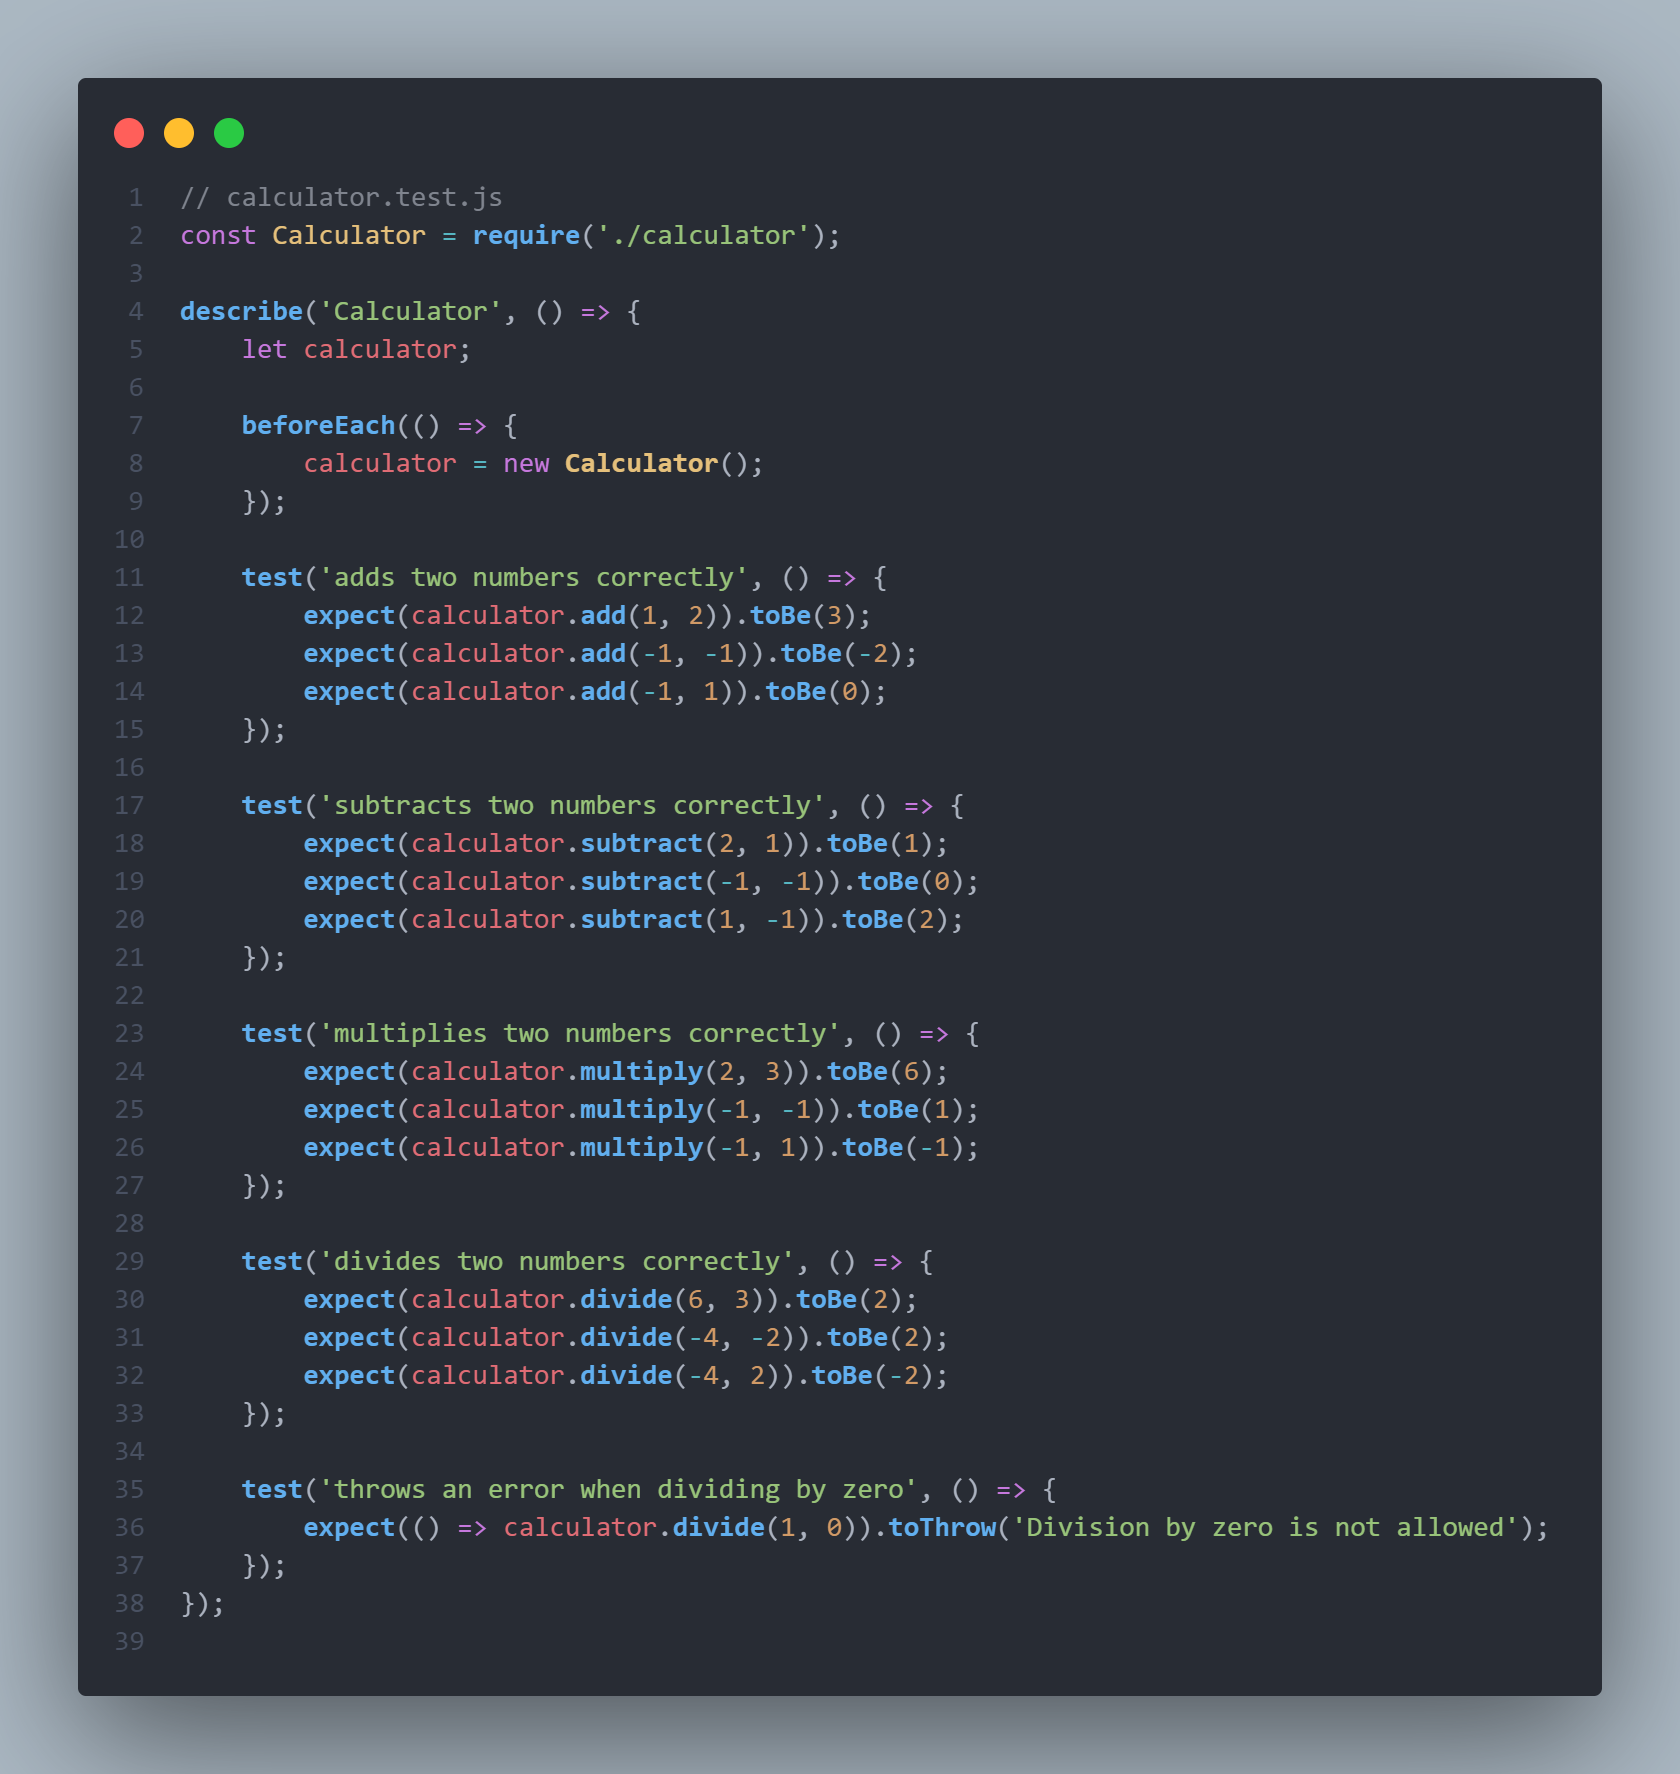 1 // calculator.test.js
2 const Calculator = require('./calculator');
3
4 describe('Calculator', () => {
5     let calculator;
6
7     beforeEach(() => {
8         calculator = new Calculator();
9     });
10
11     test('adds two numbers correctly', () => {
12         expect(calculator.add(1, 2)).toBe(3);
13         expect(calculator.add(-1, -1)).toBe(-2);
14         expect(calculator.add(-1, 1)).toBe(0);
15     });
16
17     test('subtracts two numbers correctly', () => {
18         expect(calculator.subtract(2, 1)).toBe(1);
19         expect(calculator.subtract(-1, -1)).toBe(0);
20         expect(calculator.subtract(1, -1)).toBe(2);
21     });
22
23     test('multiplies two numbers correctly', () => {
24         expect(calculator.multiply(2, 3)).toBe(6);
25         expect(calculator.multiply(-1, -1)).toBe(1);
26         expect(calculator.multiply(-1, 1)).toBe(-1);
27     });
28
29     test('divides two numbers correctly', () => {
30         expect(calculator.divide(6, 3)).toBe(2);
31         expect(calculator.divide(-4, -2)).toBe(2);
32         expect(calculator.divide(-4, 2)).toBe(-2);
33     });
34
35     test('throws an error when dividing by zero', () => {
36         expect(() => calculator.divide(1, 0)).toThrow('Division by zero is not allowed');
37     });
38 });
39